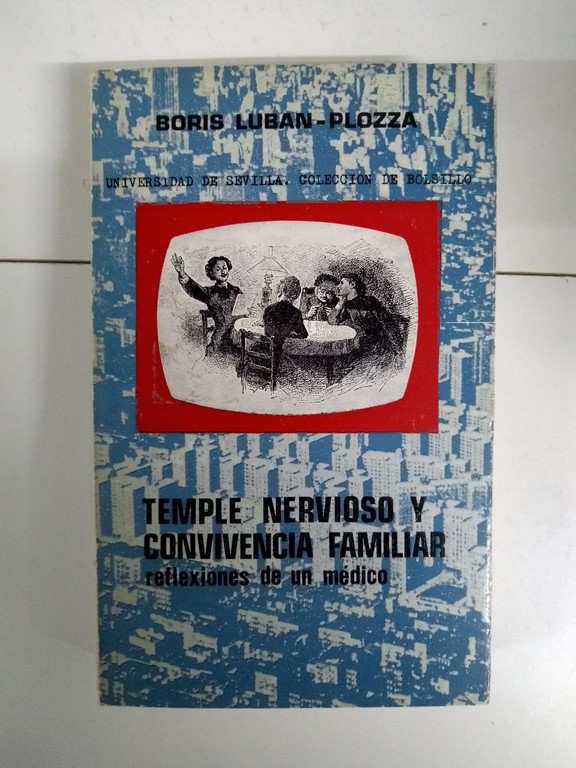 BORIS LUBAN-PLOZZA
UNIVERSIDAD DE SEVILLA. COLECCION DE BOLSILLO
TEMPLE NERVIOSO Y
CONVIVENCIA FAMILIAR
reflexiones de un médico